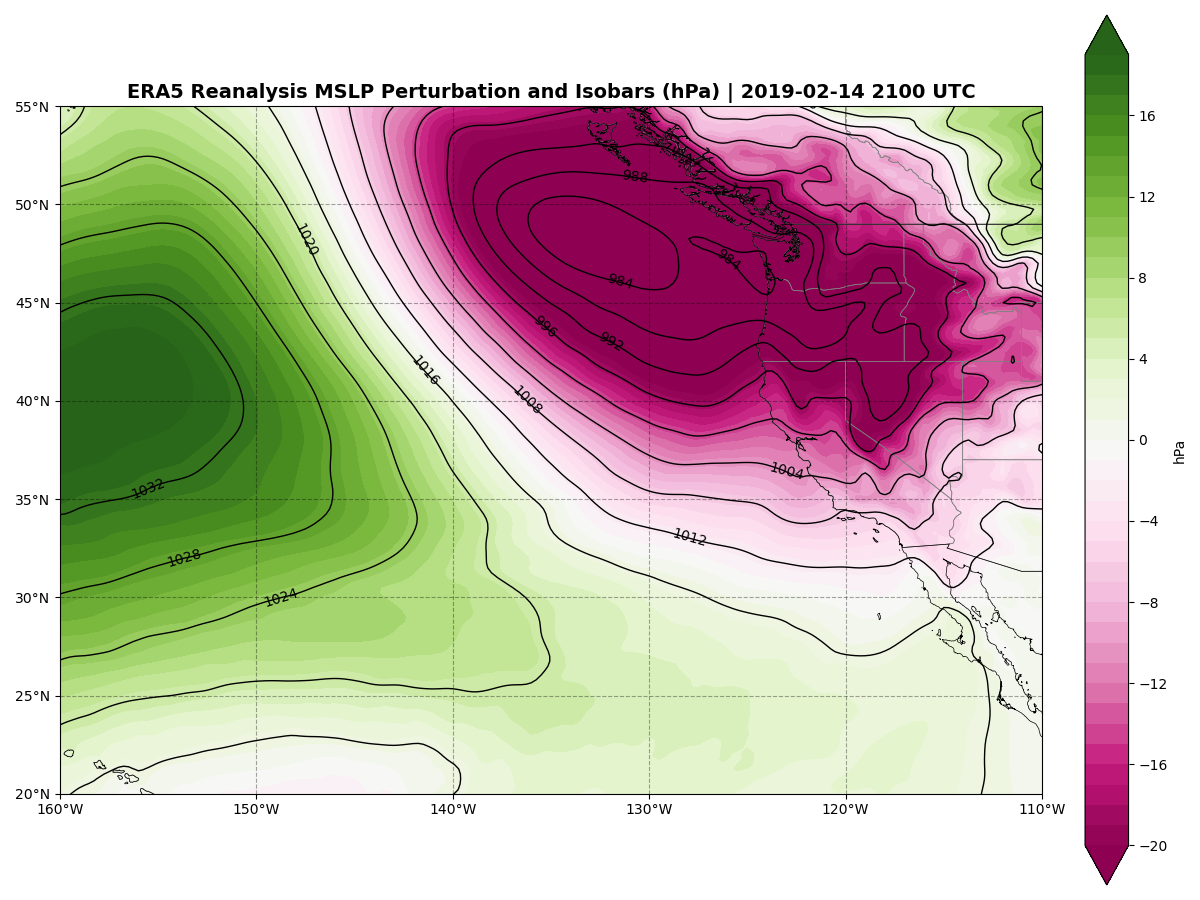 ERA5 Reanalysis MSLP Perturbation and Isobars (hPa) | 2019-02-14 2100 UTC
55°N
50°N
45°N
40°N
35°N
30°N
25°N
20°N
160°W
150°W
140°W
130°W
120°W
110°W
988
1020
984
984
996
992
1016
1008
1004
1032
1012
1028
1024
16
12
8
4
0
−4
−8
−12
−16
−20
hPa